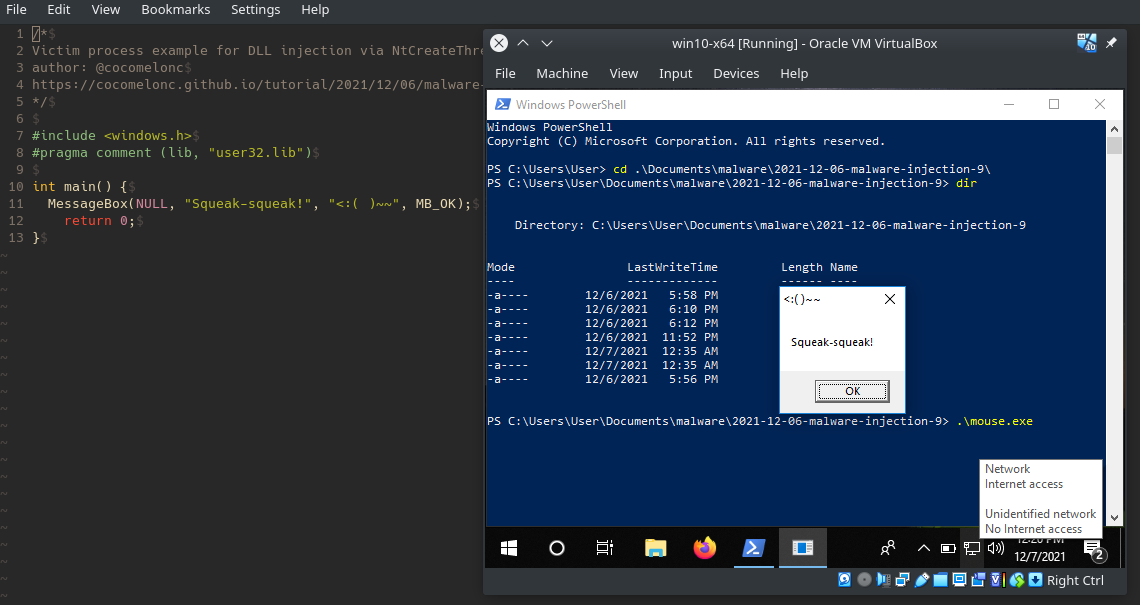 File Edit View Bookmarks Settings Help
1 /*$
2 Victim process example for DLL injection via NtCreateThre
3 author: @cocomelonc$
4 https://cocomelonc.github.io/tutorial/2021/12/06/malware-
5 */$
6 $
7 #include <windows.h>$
8 #pragma comment (lib, "user32.lib")$
9 $
10 int main() {$
11 MessageBox(NULL, "Squeak-squeak!", "<:( )~~", MB_OK);$
12 return 0;$
13 }$
win10-x64 [Running] - Oracle VM VirtualBox
File Machine View Input Devices Help
Windows PowerShell
Windows PowerShell
Copyright (C) Microsoft Corporation. All rights reserved.
PS C:\Users\User> cd .\Documents\malware\2021-12-06-malware-injection-9\
PS C:\Users\User\Documents\malware\2021-12-06-malware-injection-9> dir
Directory: C:\Users\User\Documents\malware\2021-12-06-malware-injection-9
Mode LastWriteTime Length Name
---- ------------- ------ ----
-a---- 12/6/2021 5:58 PM
-a---- 12/6/2021 6:10 PM
-a---- 12/6/2021 6:12 PM
-a---- 12/6/2021 11:52 PM
-a---- 12/7/2021 12:35 AM
-a---- 12/7/2021 12:35 AM
-a---- 12/6/2021 5:56 PM
<:( )~~
Squeak-squeak!
OK
PS C:\Users\User\Documents\malware\2021-12-06-malware-injection-9> .\mouse.exe
Network
Internet access
Unidentified network
No Internet access
12/7/2021
2
Right Ctrl